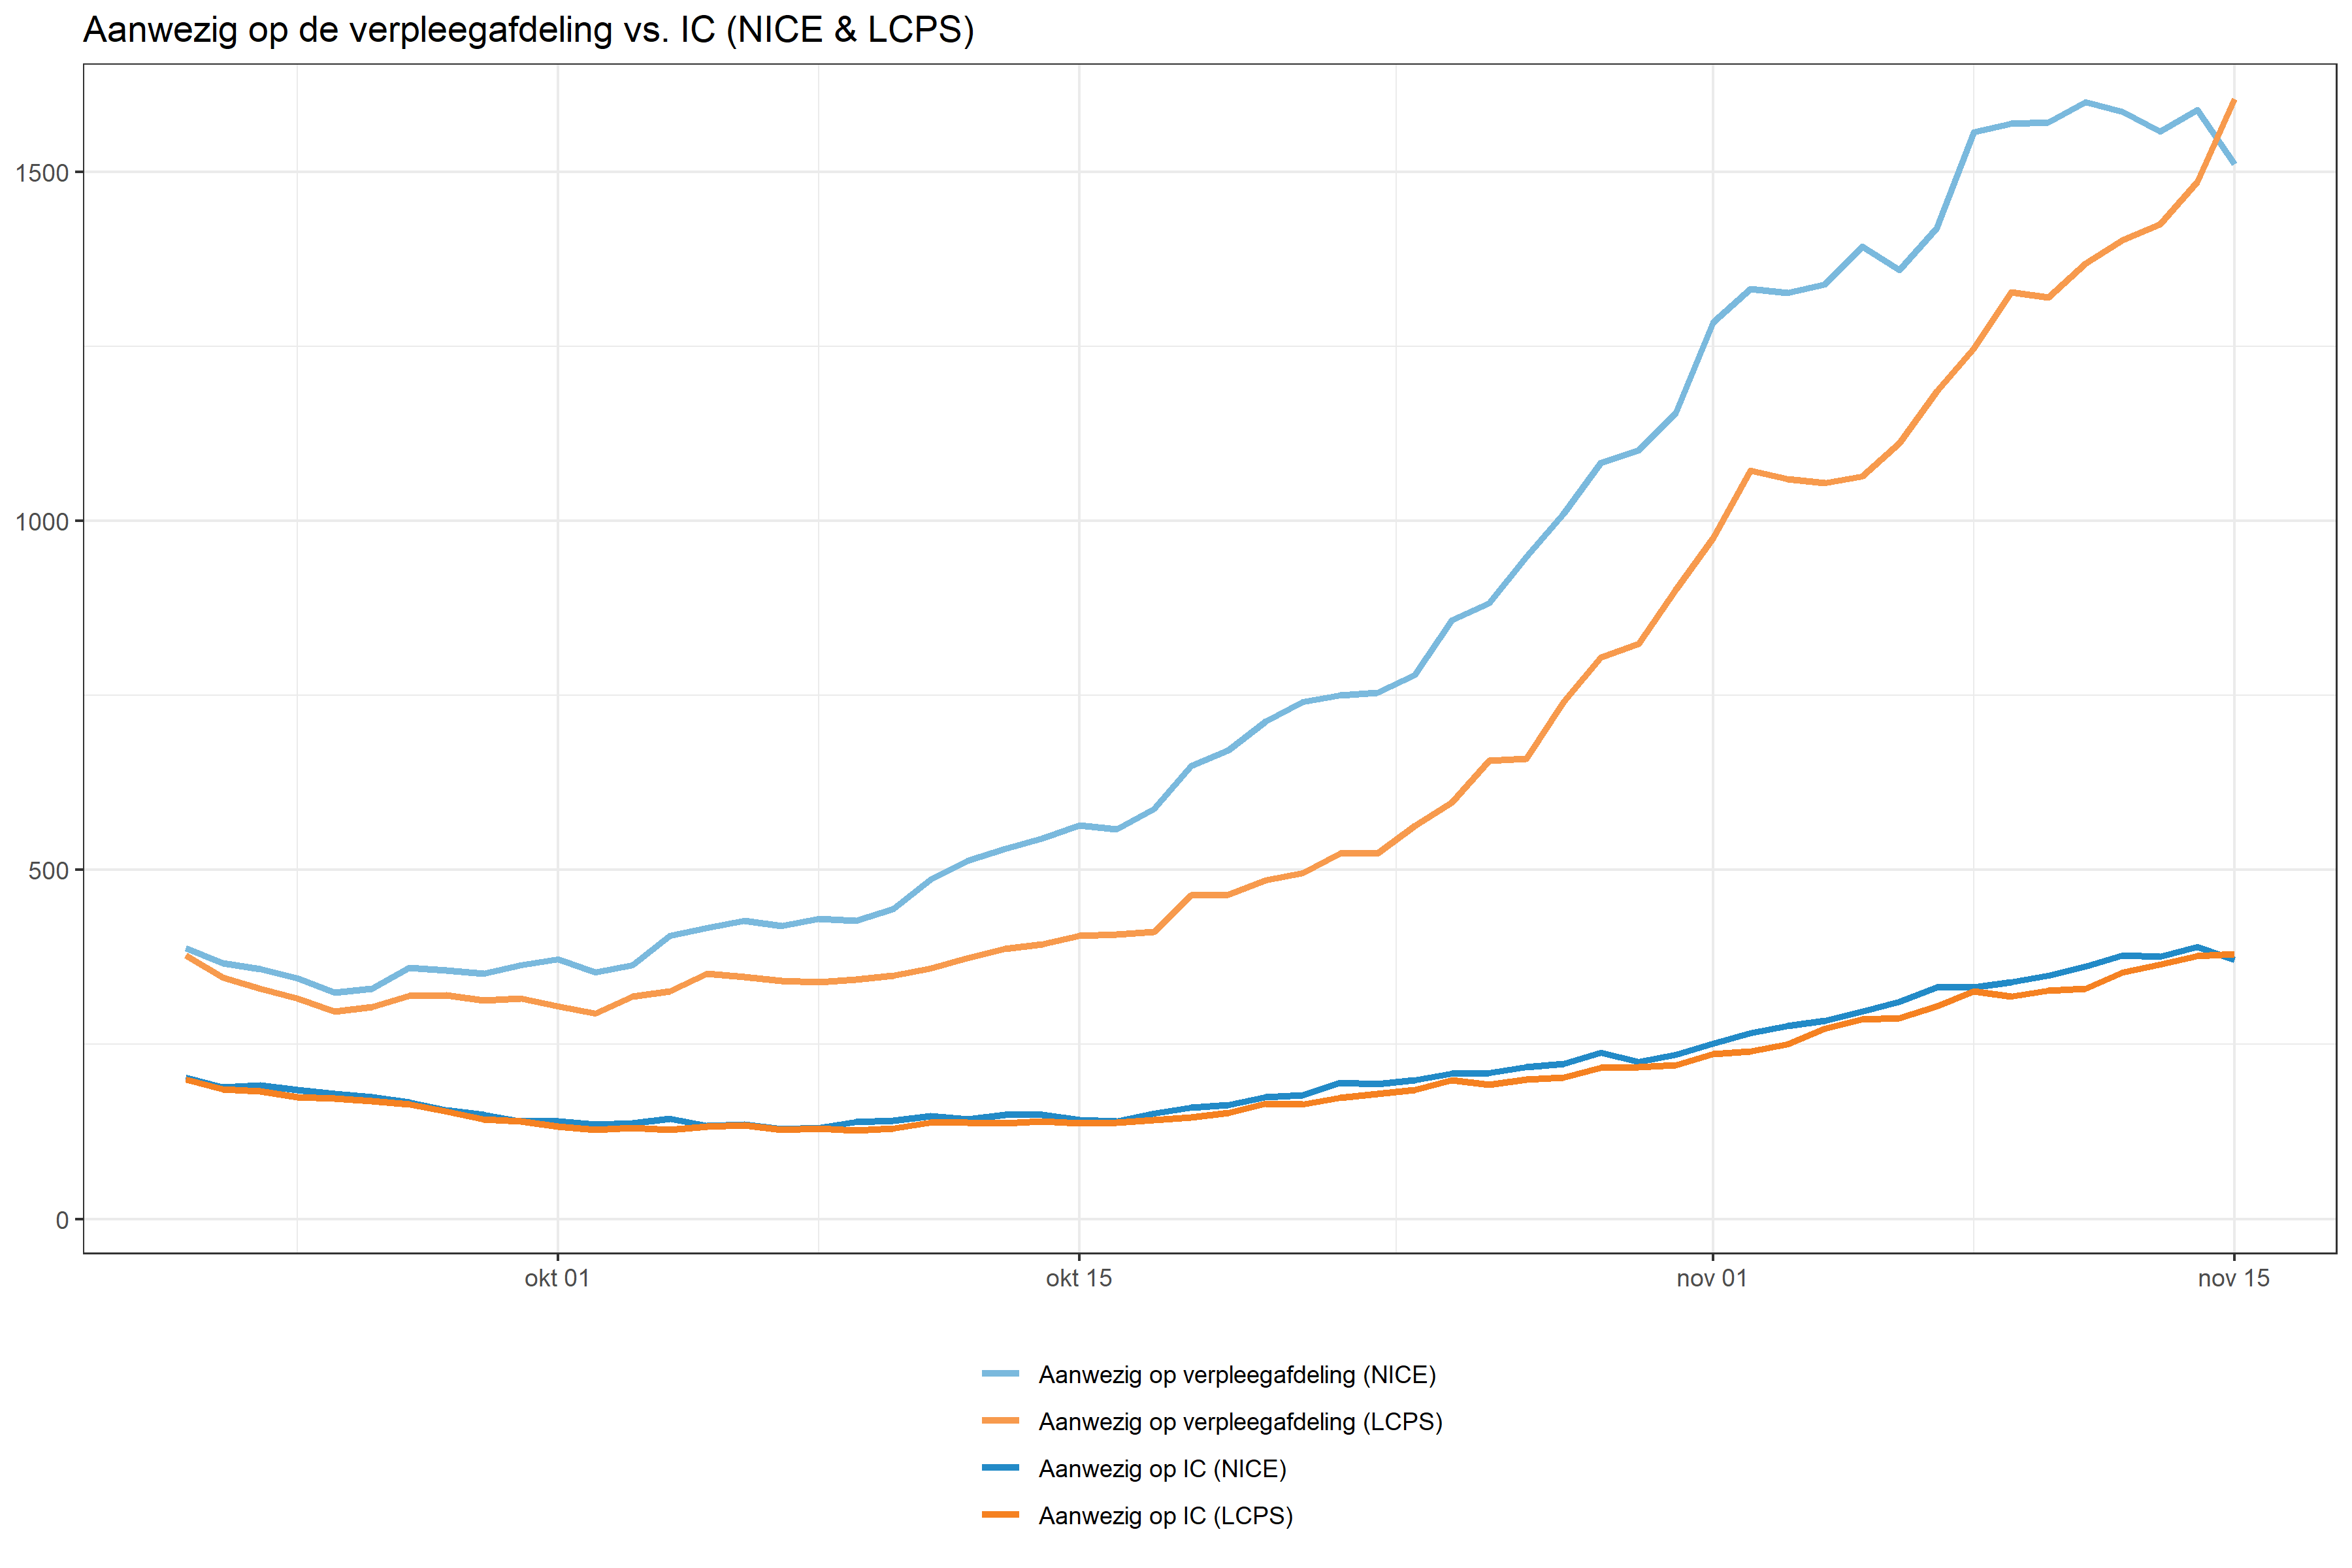 Aanwezig op de verpleegafdeling vs. IC (NICE & LCPS)
1500
1000
500
0
okt 01
okt 15
nov 01
nov 15
Aanwezig op verpleegafdeling (NICE)
Aanwezig op verpleegafdeling (LCPS)
Aanwezig op IC (NICE)
Aanwezig op IC (LCPS)